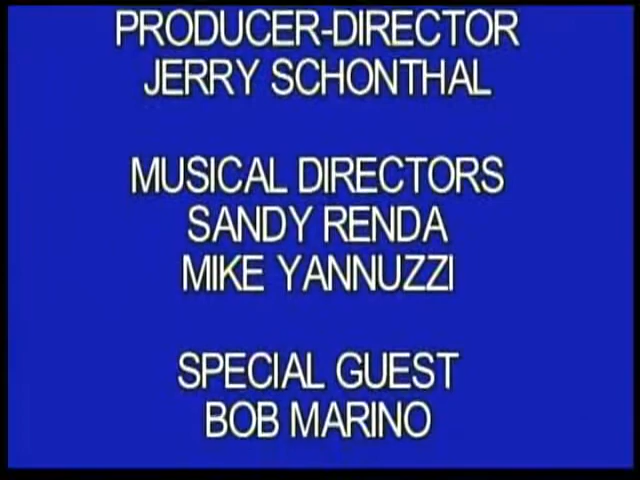 PRODUCER-DIRECTOR
JERRY SCHONTHAL
MUSICAL DIRECTORS
SANDY RENDA
MIKE YANNUZZI
SPECIAL GUEST
BOB MARINO